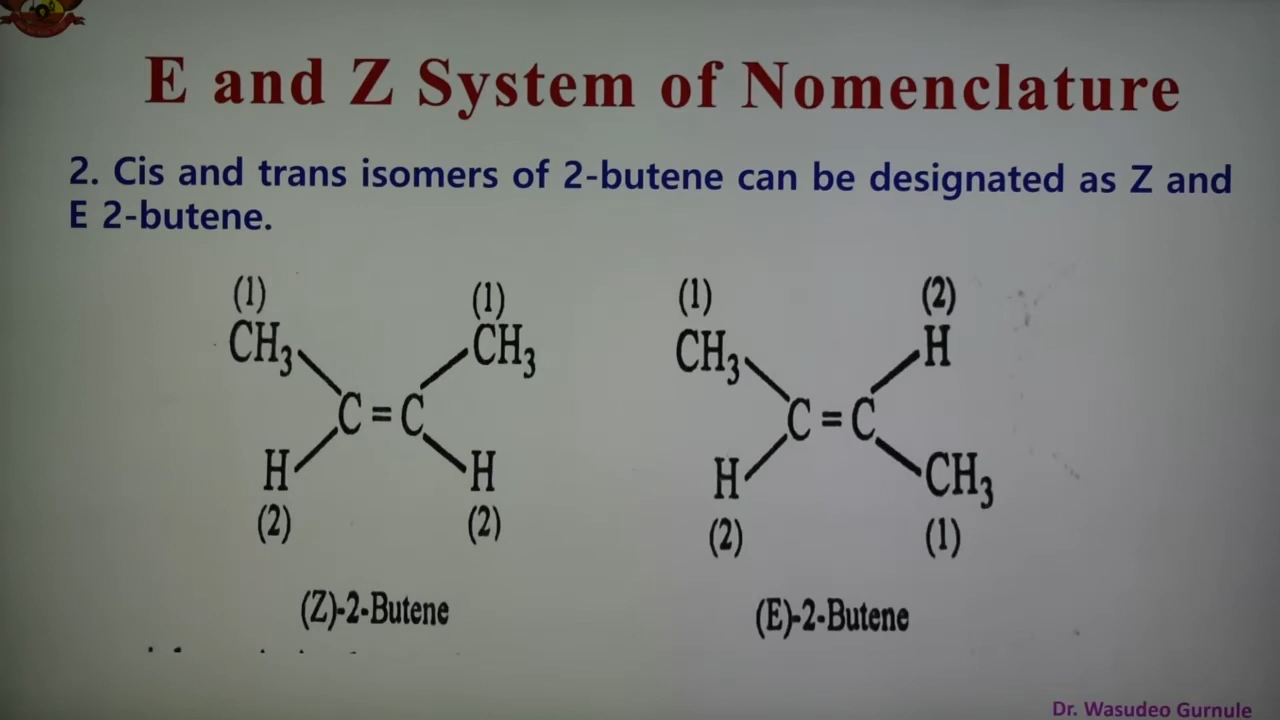 E and Z System of Nomenclature
2. Cis and trans isomers of 2-butene can be designated as Z and
E 2-butene.
(1) (1) (1) (2)
CH3 CH3 CH3 H
C=C C=C
H H H CH3
(2) (2) (2) (1)
(Z)-2-Butene (E)-2-Butene
Dr. Wasudeo Gurnule